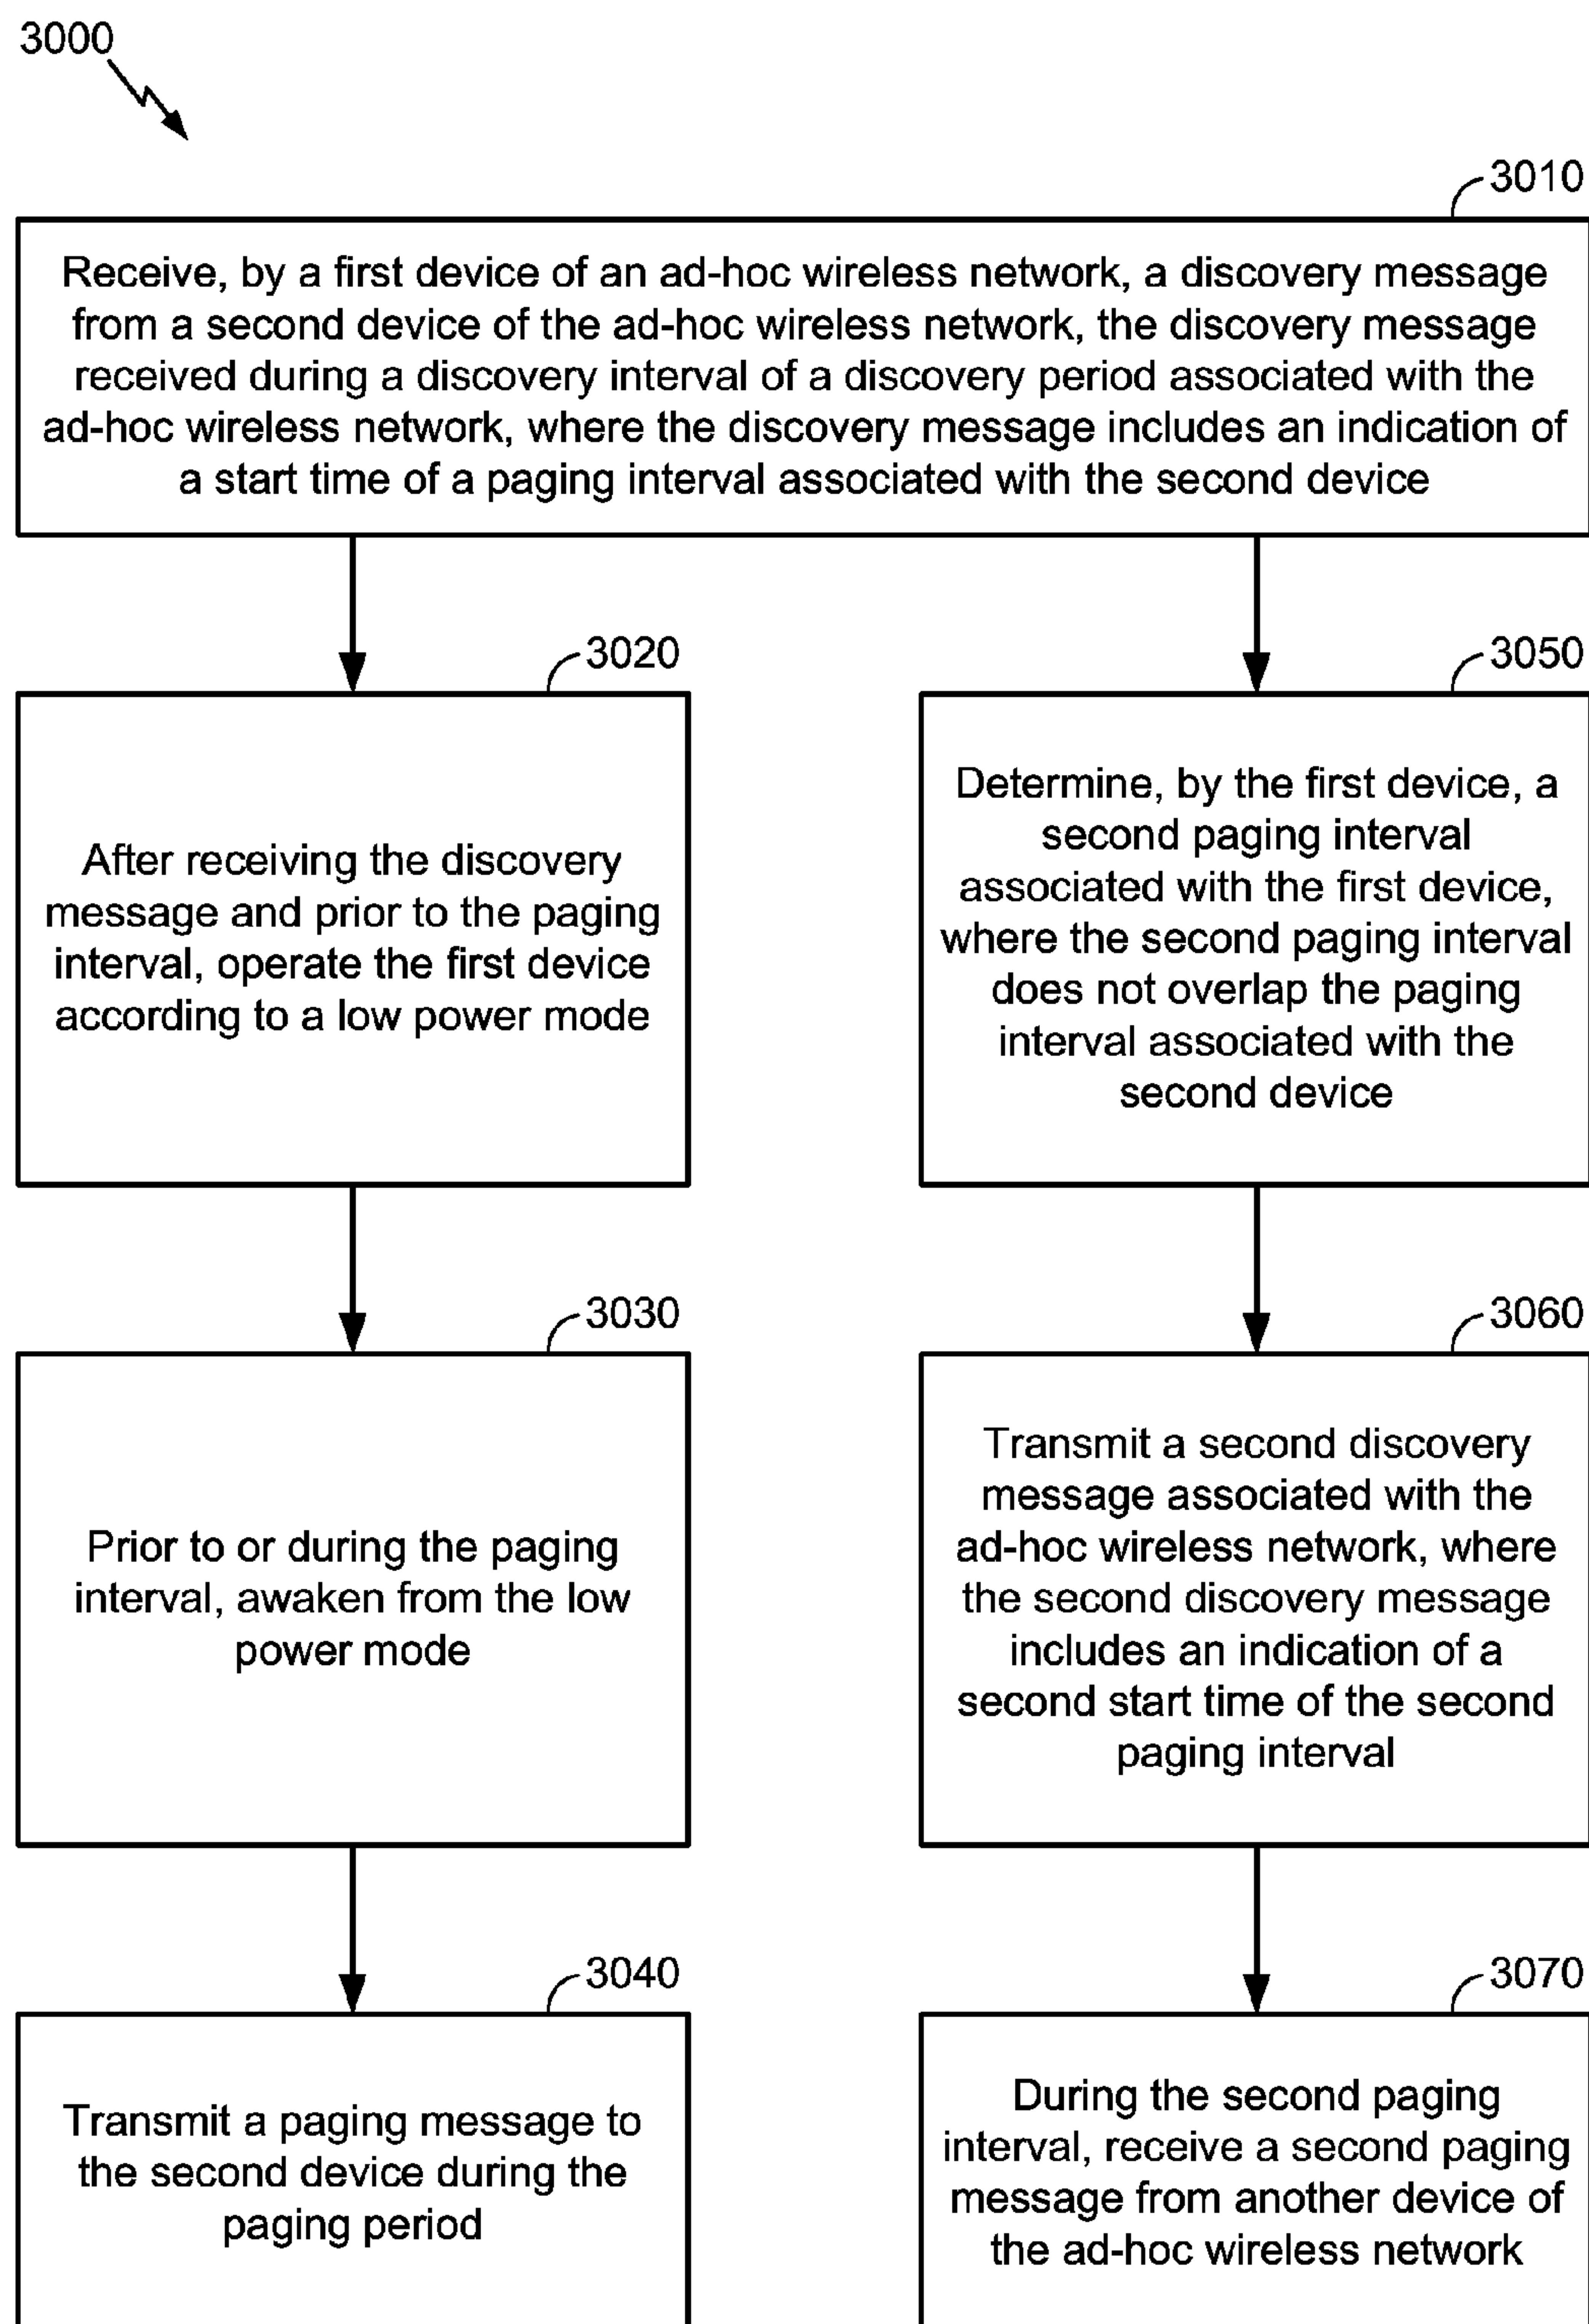 3000
3010
Receive, by a first device of an ad-hoc wireless network, a discovery message
from a second device of the ad-hoc wireless network, the discovery message
received during a discovery interval of a discovery period associated with the
ad-hoc wireless network, where the discovery message includes an indication of
a start time of a paging interval associated with the second device
3020
After receiving the discovery
message and prior to the paging
interval, operate the first device
according to a low power mode
3030
Prior to or during the paging
interval, awaken from the low
power mode
3040
Transmit a paging message to
the second device during the
paging period
3050
Determine, by the first device, a
second paging interval
associated with the first device,
where the second paging interval
does not overlap the paging
interval associated with the
second device
3060
Transmit a second discovery
message associated with the
ad-hoc wireless network, where
the second discovery message
includes an indication of a
second start time of the second
paging interval
3070
During the second paging
interval, receive a second paging
message from another device of
the ad-hoc wireless network